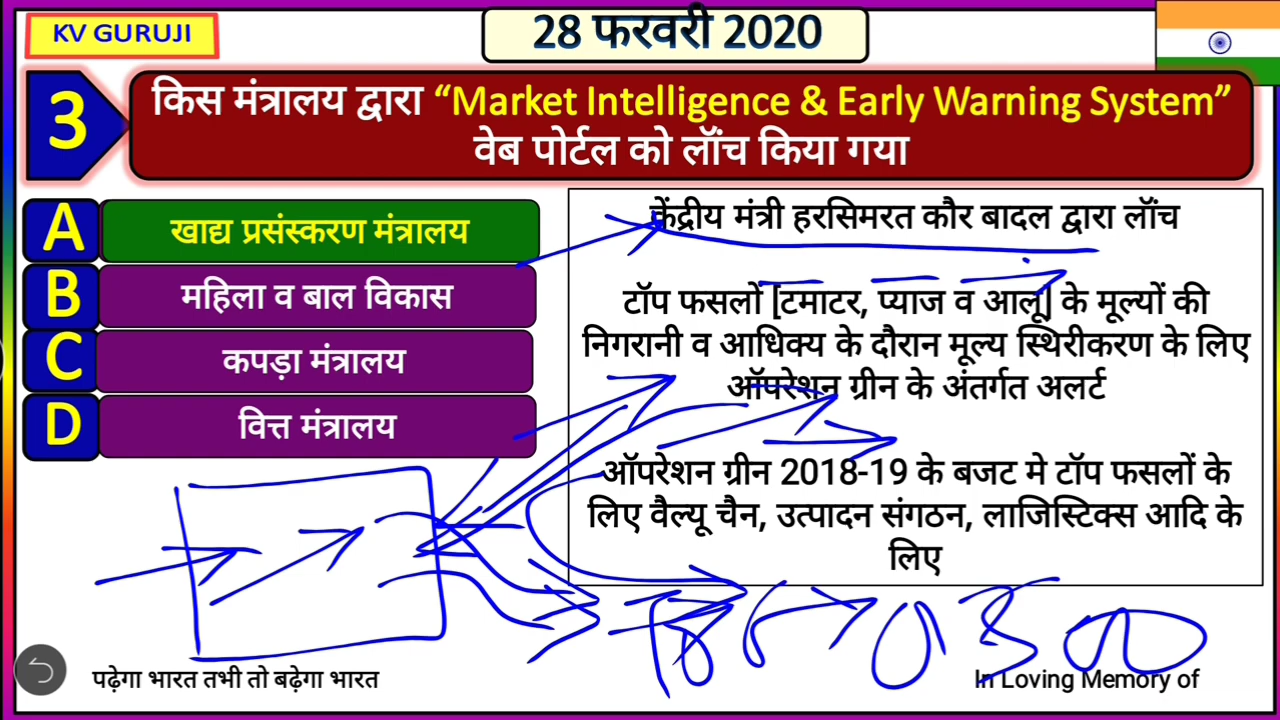 KV GURUJI
28 फरवरी 2020
3
किस मंत्रालय द्वारा “Market Intelligence & Early Warning System”
वेब पोर्टल को लॉंच किया गया
A खाद्य प्रसंस्करण मंत्रालय
B महिला व बाल विकास
C कपड़ा मंत्रालय
D वित्त मंत्रालय
केंद्रीय मंत्री हरसिमरत कौर बादल द्वारा लॉंच
टॉप फसलों [टमाटर, प्याज व आलू] के मूल्यों की
निगरानी व आधिक्य के दौरान मूल्य स्थिरीकरण के लिए
ऑपरेशन ग्रीन के अंतर्गत अलर्ट
ऑपरेशन ग्रीन 2018-19 के बजट मे टॉप फसलों के
लिए वैल्यू चैन, उत्पादन संगठन, लाजिस्टिक्स आदि के
लिए
पढ़ेगा भारत तभी तो बढ़ेगा भारत
In Loving Memory of